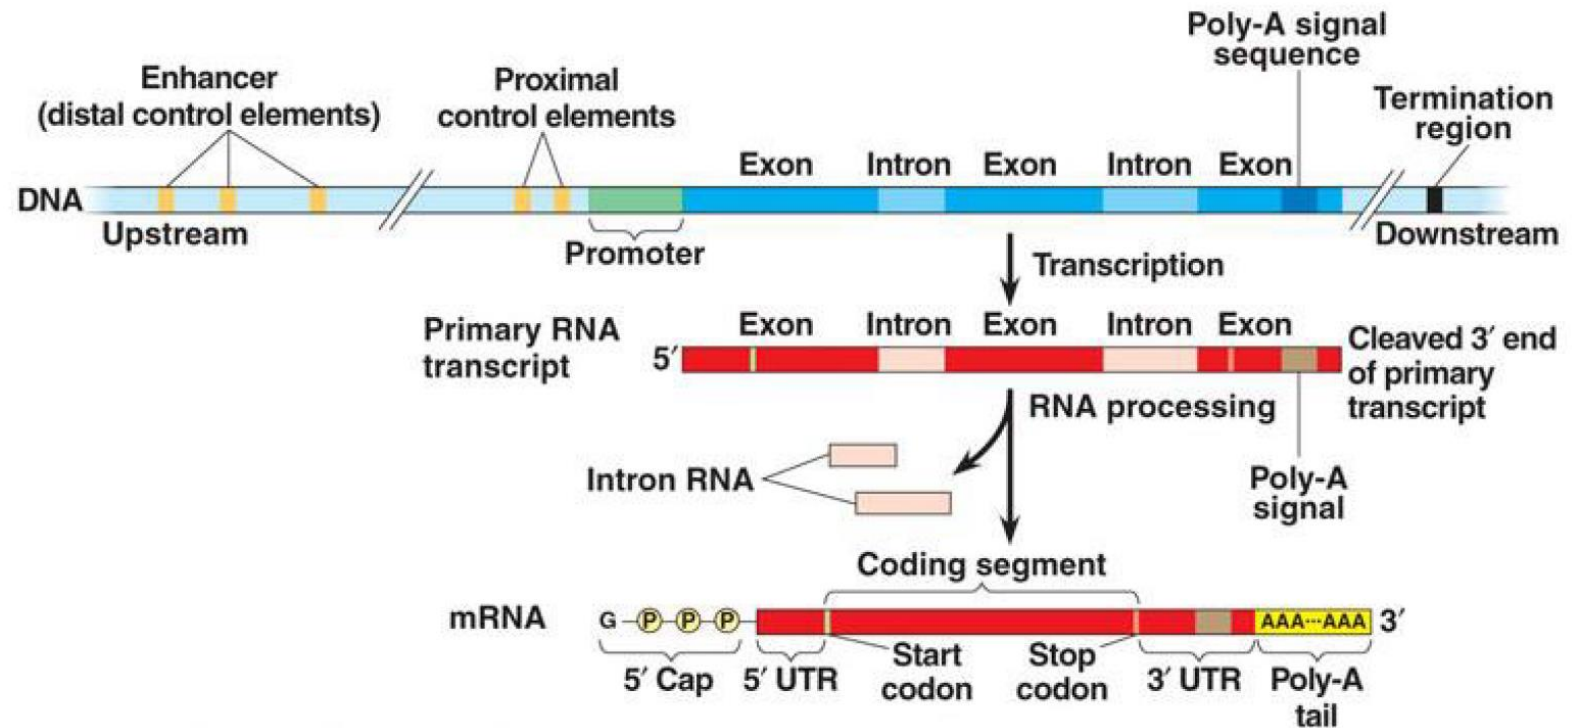 Poly-A signal
sequence
Enhancer
(distal control elements)
Proximal
control elements
Termination
region
Exon Intron Exon Intron Exon
DNA
Upstream
Promoter
Downstream
Transcription
Primary RNA
transcript
Exon Intron Exon Intron Exon
5′
Cleaved 3′ end
of primary
transcript
RNA processing
Intron RNA
Poly-A
signal
Coding segment
mRNA
G P P P
AAA···AAA 3′
Start
codon
Stop
codon
5′ Cap 5′ UTR 3′ UTR Poly-A
tail